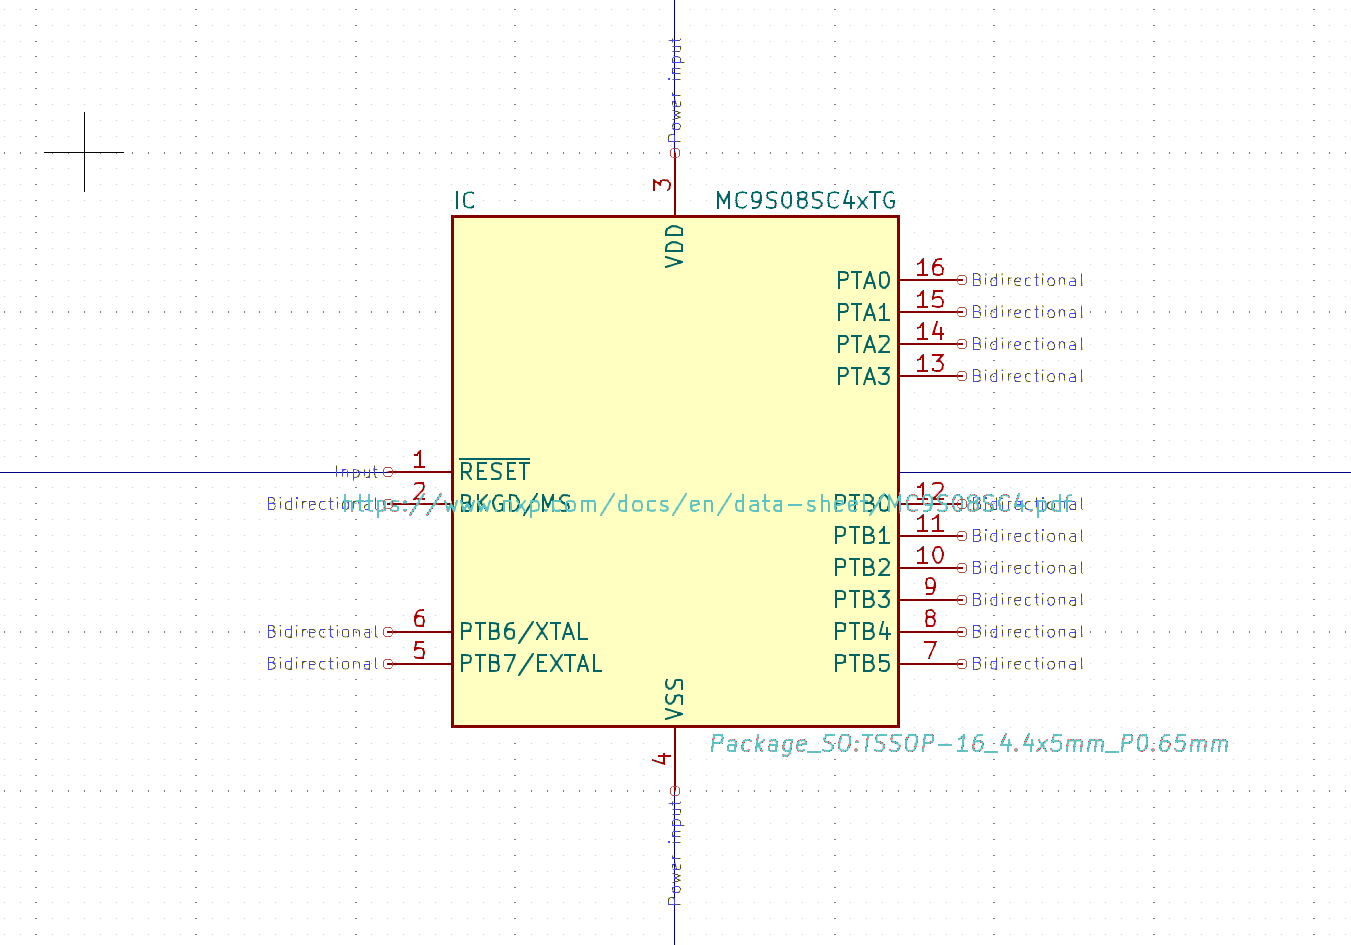 Power input
3
IC MC9S08SC4xTG
VDD
PTA0 16 Bidirectional
PTA1 15 Bidirectional
PTA2 14 Bidirectional
PTA3 13 Bidirectional
Input 1 RESET
Bidirectional 2 BKGD/MS
https://www.nxp.com/docs/en/data-sheet/MC9S08SC4.pdf
PTB0 12 Bidirectional
PTB1 11 Bidirectional
PTB2 10 Bidirectional
PTB3 9 Bidirectional
Bidirectional 6 PTB6/XTAL
PTB4 8 Bidirectional
Bidirectional 5 PTB7/EXTAL
PTB5 7 Bidirectional
VSS
Package_SO:TSSOP-16_4.4x5mm_P0.65mm
4
Power input